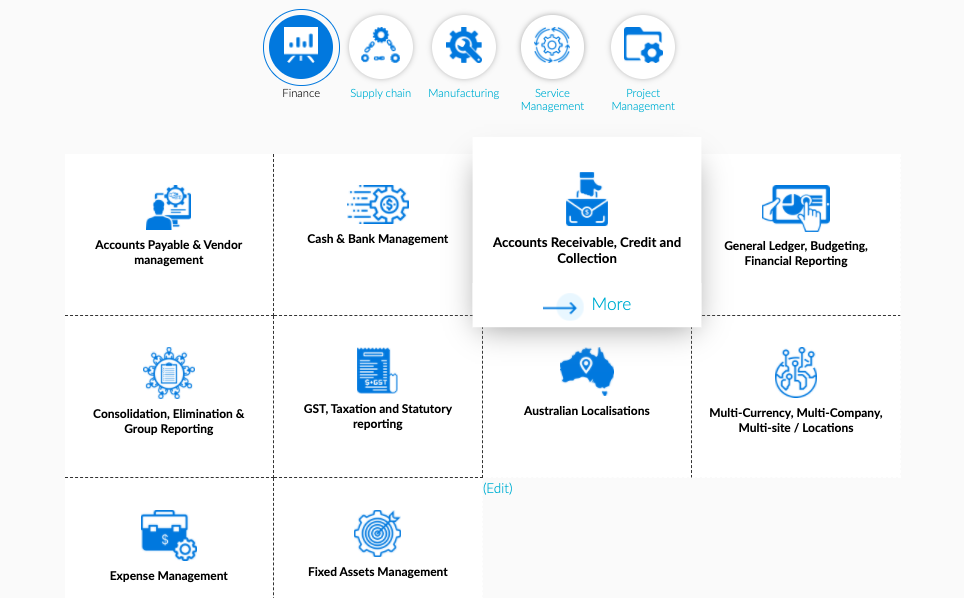 Finance
Supply chain
Manufacturing
Service
Management
Project
Management
Accounts Payable & Vendor
management
Cash & Bank Management
$
Accounts Receivable, Credit and
Collection
More
General Ledger, Budgeting,
Financial Reporting
Consolidation, Elimination &
Group Reporting
S+GST
GST, Taxation and Statutory
reporting
Australian Localisations
Multi-Currency, Multi-Company,
Multi-site / Locations
(Edit)
$
Expense Management
Fixed Assets Management